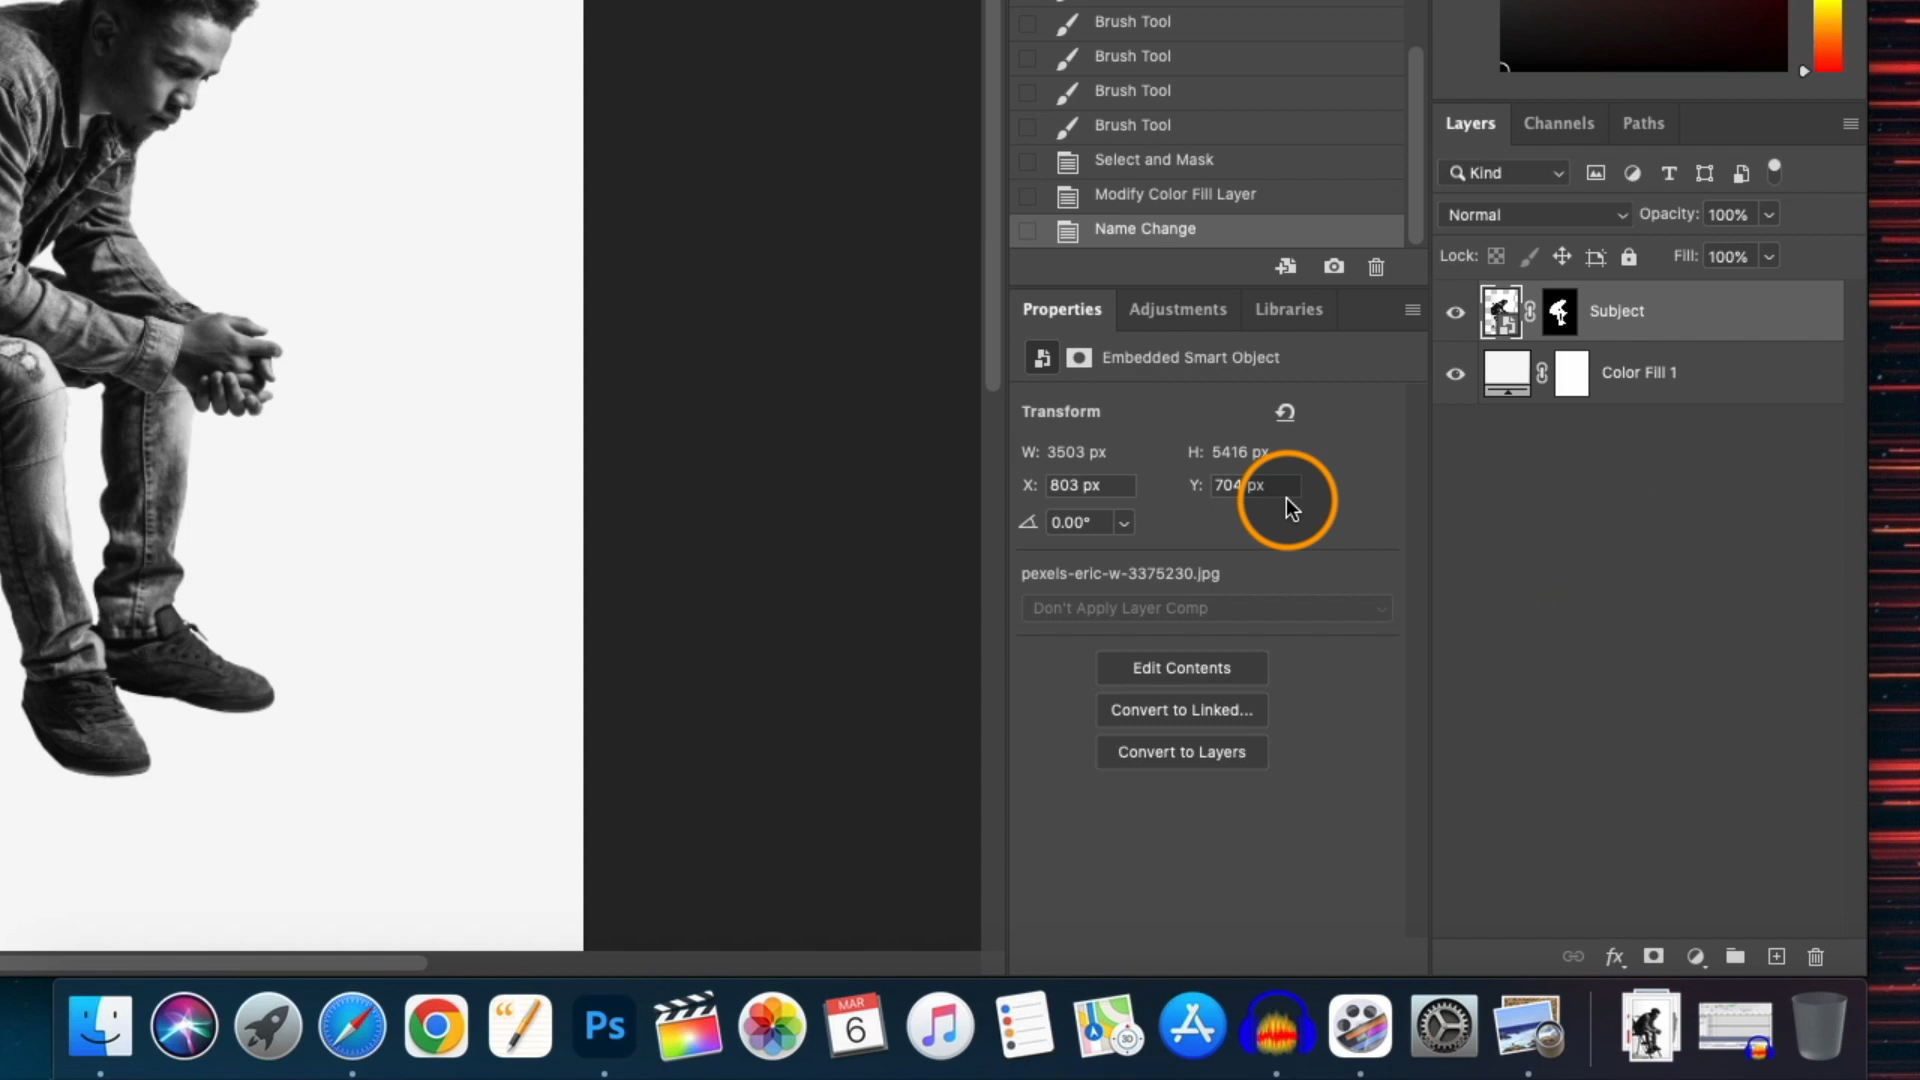 Brush Tool
Brush Tool
Brush Tool
Brush Tool
Select and Mask
Modify Color Fill Layer
Name Change
Properties Adjustments Libraries
Embedded Smart Object
Transform
W: 3503 px H: 5416 px
X: 803 px Y: 704 px
0.00°
pexels-eric-w-3375230.jpg
Don't Apply Layer Comp
Edit Contents
Convert to Linked...
Convert to Layers
Layers Channels Paths
Kind
Normal Opacity: 100%
Lock: Fill: 100%
Subject
Color Fill 1
fx
Ps
MAR
6
3D